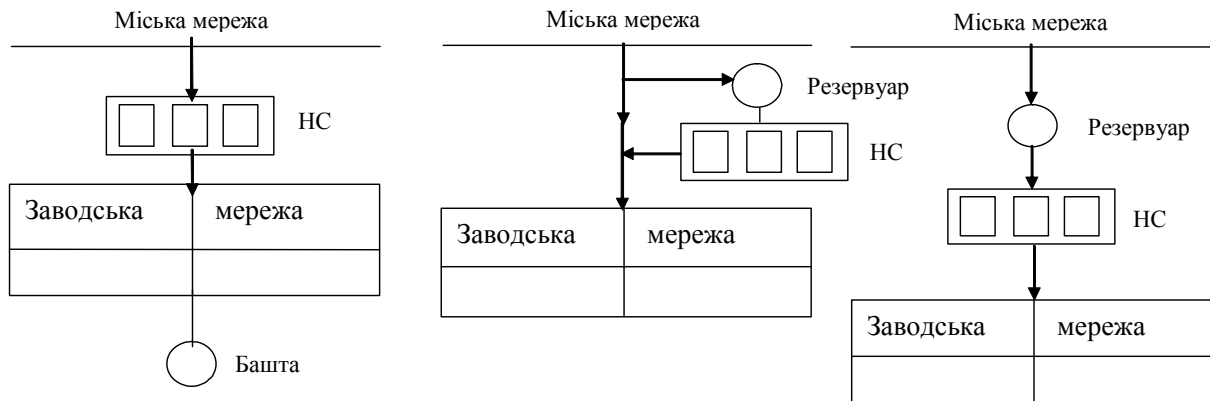 Міська мережа
НС
Заводська мережа
Башта
Міська мережа
Резервуар
НС
Заводська мережа
Міська мережа
Резервуар
НС
Заводська мережа